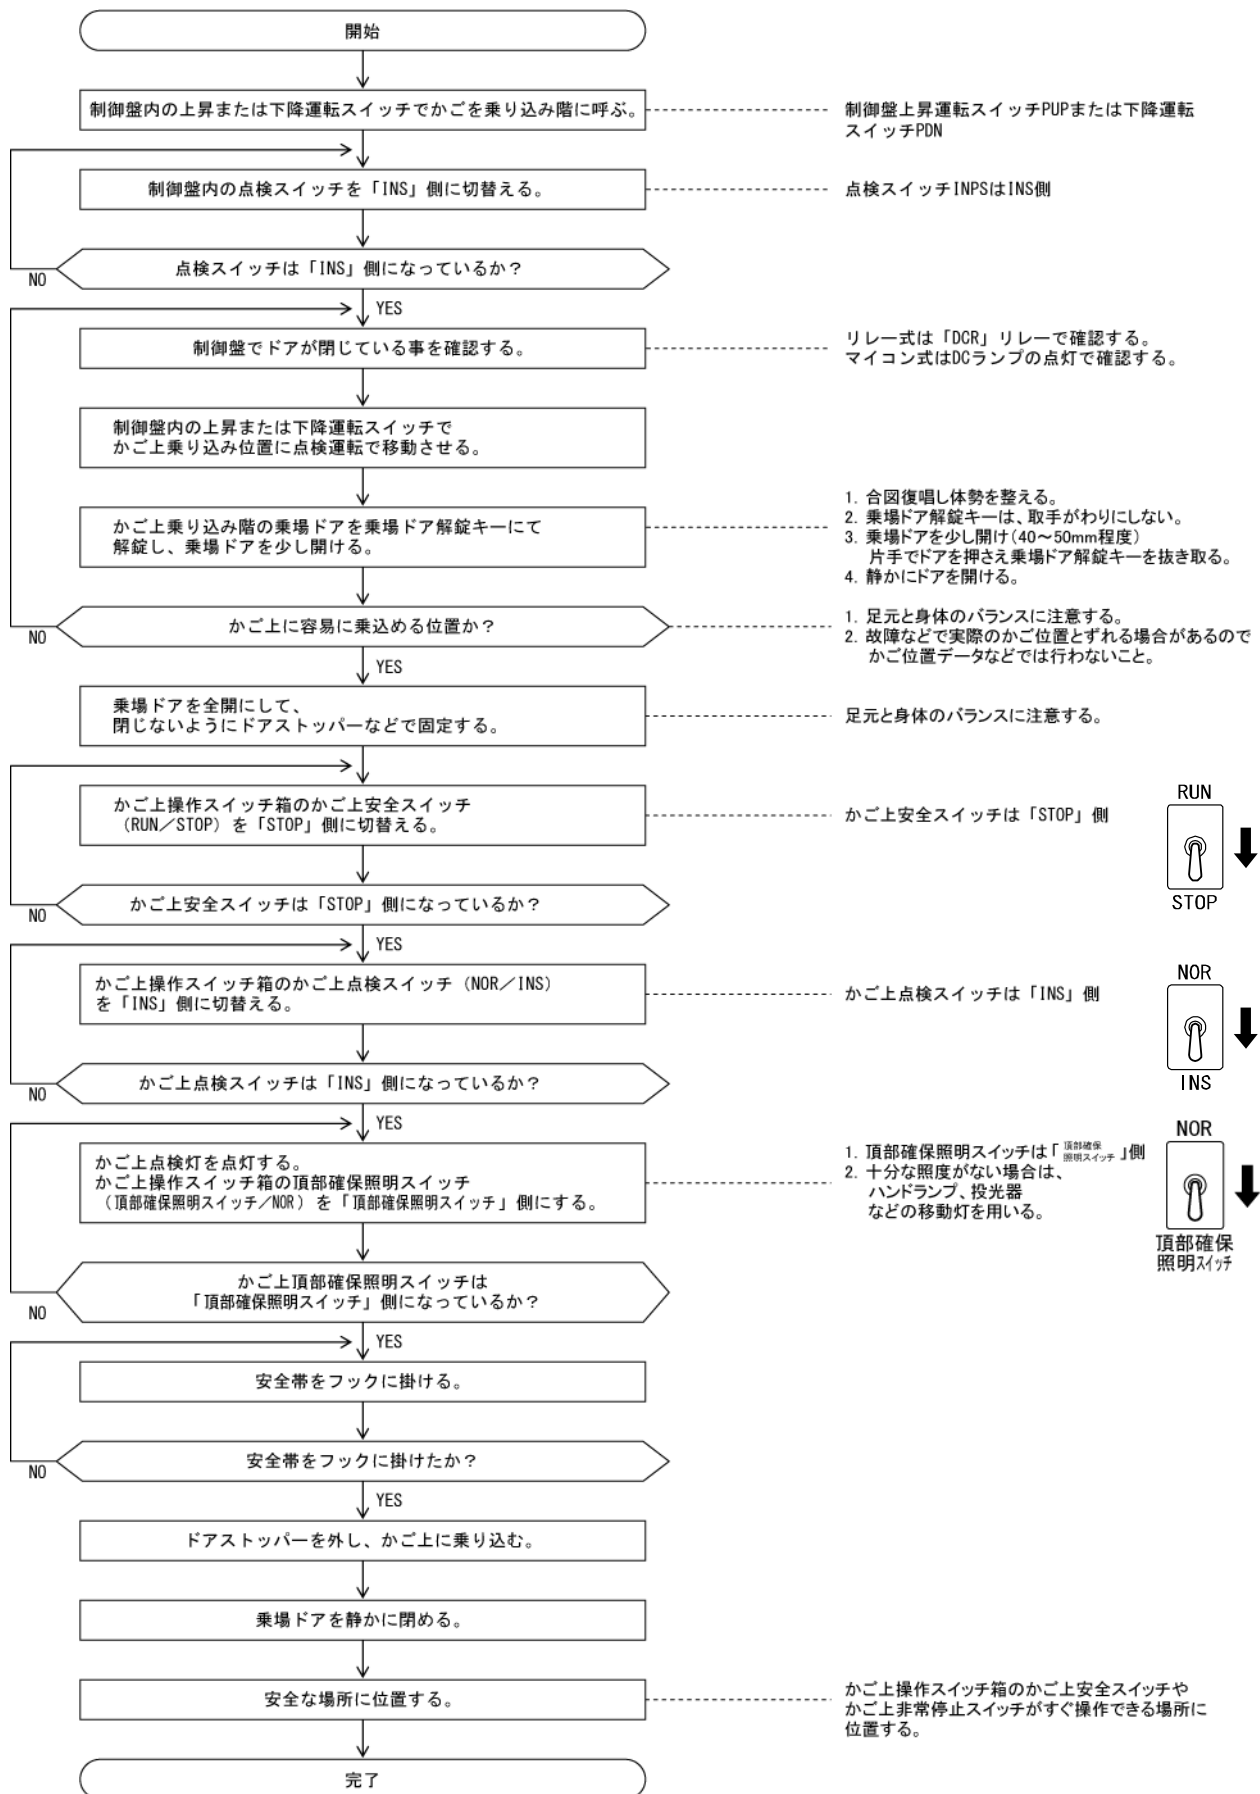 開始
制御盤内の上昇または下降運転スイッチでかごを乗り込み階に呼ぶ。
制御盤上昇運転スイッチPUPまたは下降運転
スイッチPDN
制御盤内の点検スイッチを「INS」側に切替える。
点検スイッチINPSはINS側
点検スイッチは「INS」側になっているか?
NO
YES
制御盤でドアが閉じている事を確認する。
リレー式は「DCR」リレーで確認する。
マイコン式はDCランプの点灯で確認する。
制御盤内の上昇または下降運転スイッチで
かご上乗り込み位置に点検運転で移動させる。
かご上乗り込み階の乗場ドアを乗場ドア解錠キーにて
解錠し、乗場ドアを少し開ける。
1. 合図復唱し体勢を整える。
2. 乗場ドア解錠キーは、取手がわりにしない。
3. 乗場ドアを少し開け(40~50mm程度)
片手でドアを押さえ乗場ドア解錠キーを抜き取る。
4. 静かにドアを開ける。
かご上に容易に乗込める位置か?
NO
YES
1. 足元と身体のバランスに注意する。
2. 故障などで実際のかご位置とずれる場合があるので
かご位置データなどでは行わないこと。
乗場ドアを全開にして、
閉じないようにドアストッパーなどで固定する。
足元と身体のバランスに注意する。
かご上操作スイッチ箱のかご上安全スイッチ
(RUN/STOP)を「STOP」側に切替える。
かご上安全スイッチは「STOP」側
RUN
STOP
かご上安全スイッチは「STOP」側になっているか?
NO
YES
かご上操作スイッチ箱のかご上点検スイッチ(NOR/INS)
を「INS」側に切替える。
かご上点検スイッチは「INS」側
NOR
INS
かご上点検スイッチは「INS」側になっているか?
NO
YES
かご上点検灯を点灯する。
かご上操作スイッチ箱の頂部確保照明スイッチ
(頂部確保照明スイッチ/NOR)を「頂部確保照明スイッチ」側にする。
1. 頂部確保照明スイッチは「頂部確保照明スイッチ」側
2. 十分な照度がない場合は、
ハンドランプ、投光器
などの移動灯を用いる。
NOR
頂部確保
照明スイッチ
かご上頂部確保照明スイッチは
「頂部確保照明スイッチ」側になっているか?
NO
YES
安全帯をフックに掛ける。
安全帯をフックに掛けたか?
NO
YES
ドアストッパーを外し、かご上に乗り込む。
乗場ドアを静かに閉める。
安全な場所に位置する。
かご上操作スイッチ箱のかご上安全スイッチや
かご上非常停止スイッチがすぐ操作できる場所に
位置する。
完了